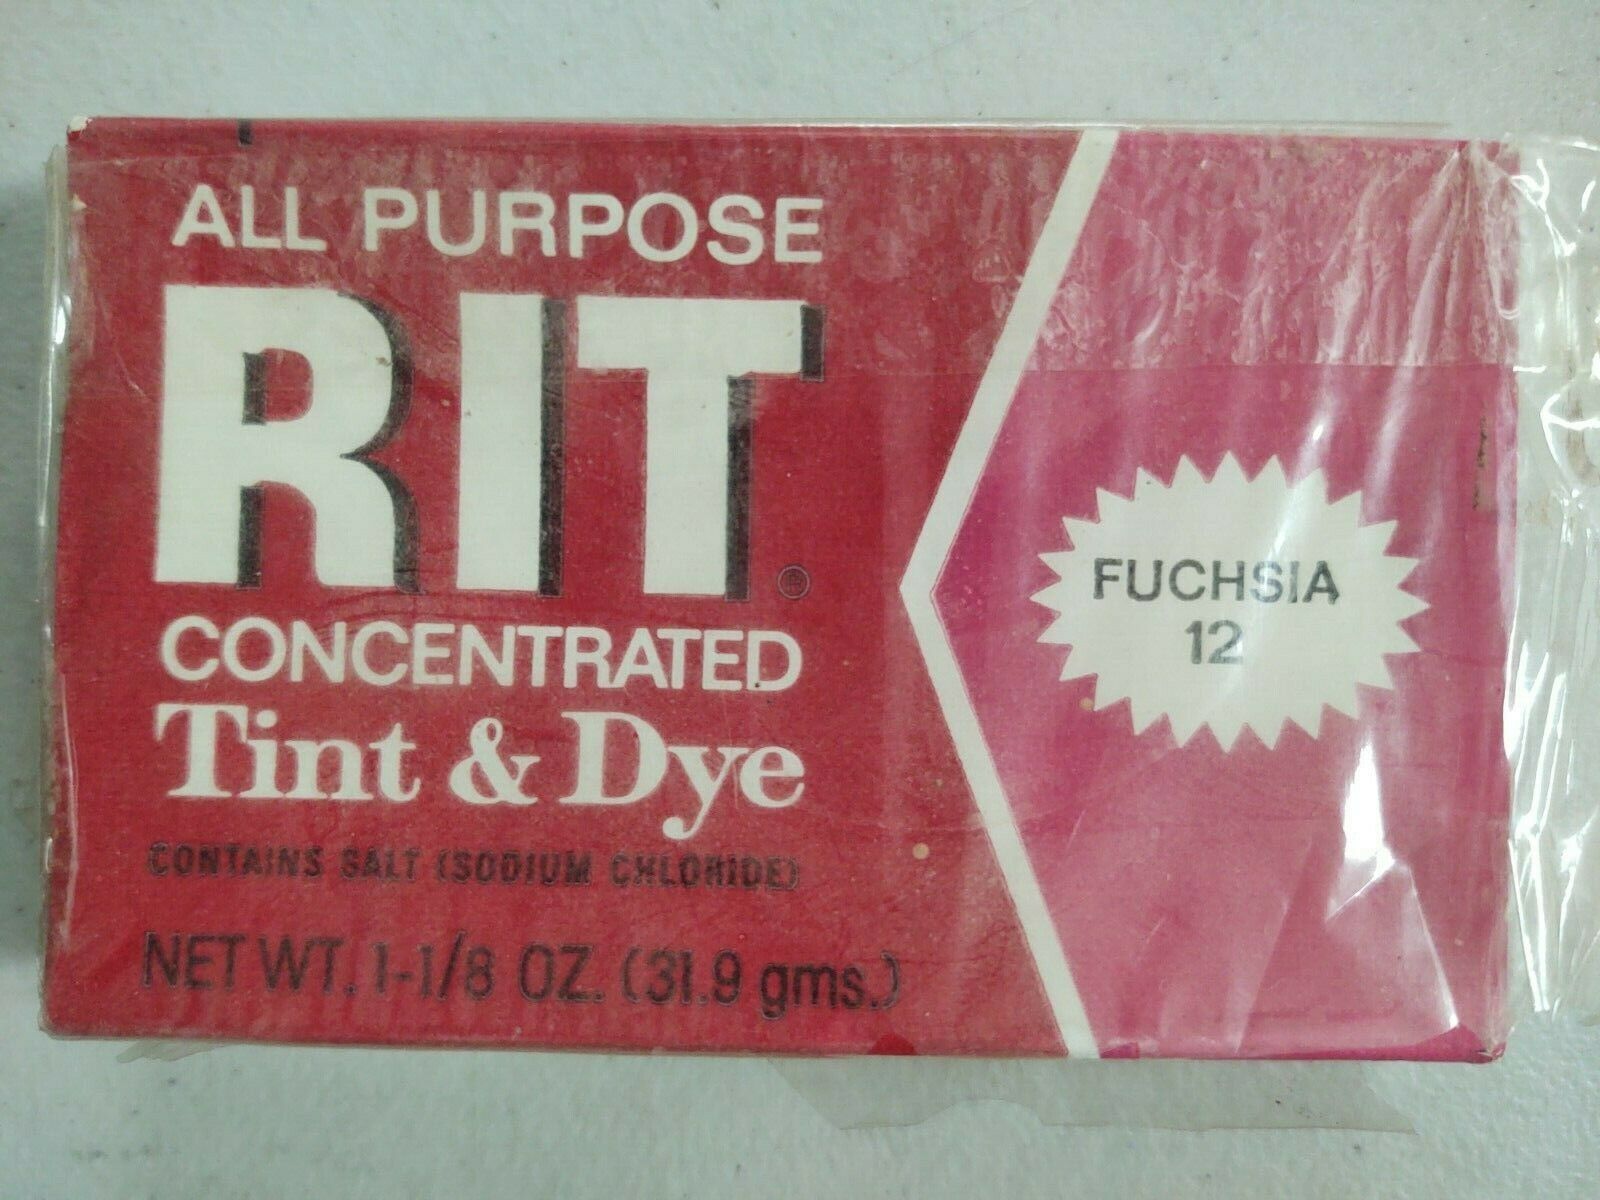 ALL PURPOSE
RIT®
CONCENTRATED
Tint & Dye
CONTAINS SALT (SODIUM CHLORIDE)
NET WT. 1-1/8 OZ. (31.9 gms.)
FUCHSIA
12